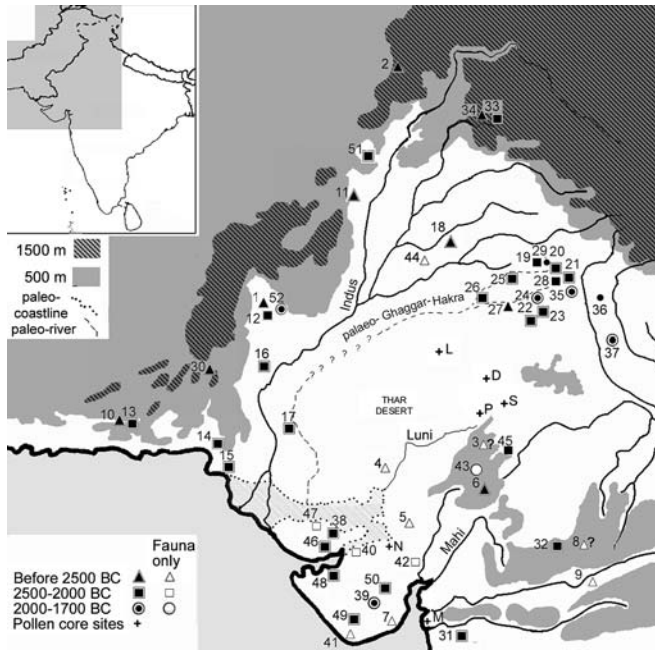 2
34 33
51
11
18
44
29 20
19
21
28
25
24 35
26
27
22 23
36
37
1 52
12
Indus
palaeo-Ghaggar-Hakra
? ? ?
16
30
10 13
14
15
17
L
D
S
P
THAR
DESERT
Luni
3 ?
45
43
6
4
5
47
38
46
40
N
42
Mahi
32
8 ?
9
48
50
39
49
41
7
M
31
1500 m
500 m
paleo-
coastline
paleo-river
Fauna
only
Before 2500 BC
2500-2000 BC
2000-1700 BC
Pollen core sites